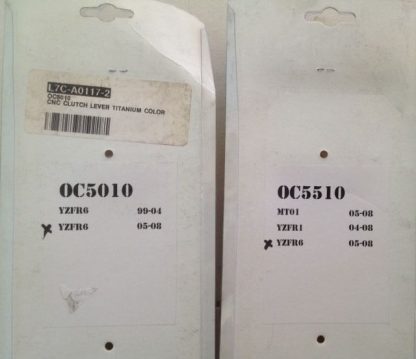 L7C-A0117-2
OC5010
CNC CLUTCH LEVER TITANIUM COLOR
OC5010
YZFR6 99-04
YZFR6 05-08
OC5510
MT01 05-08
YZFR1 04-08
YZFR6 05-08